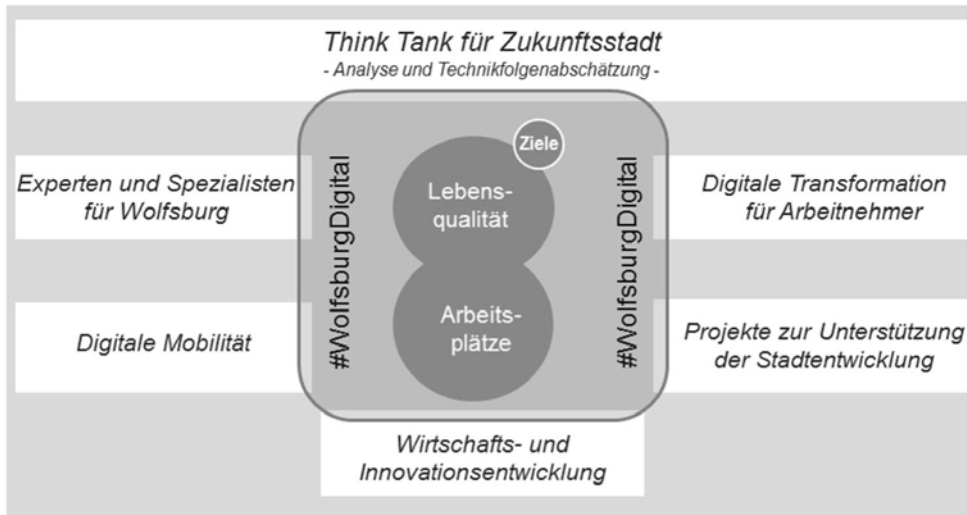 Think Tank für Zukunftsstadt
- Analyse und Technikfolgenabschätzung -
Ziele
Experten und Spezialisten
für Wolfsburg
#WolfsburgDigital
Lebens-
qualität
#WolfsburgDigital
Digitale Transformation
für Arbeitnehmer
Digitale Mobilität
Arbeits-
plätze
Projekte zur Unterstützung
der Stadtentwicklung
Wirtschafts- und
Innovationsentwicklung